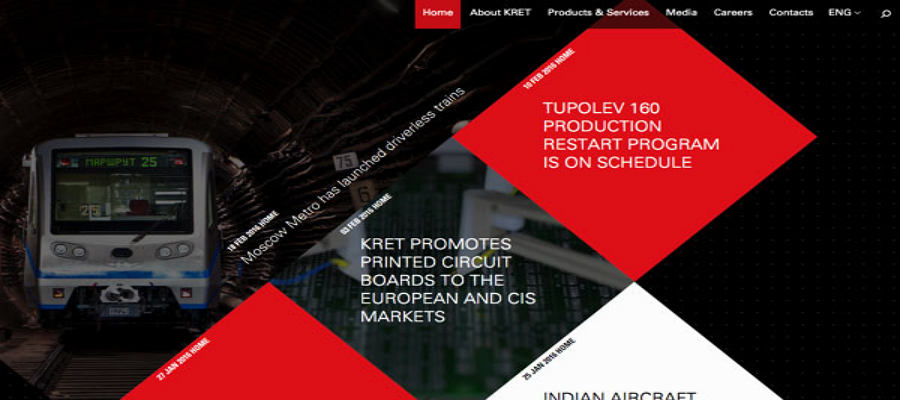 Home About KRET Products & Services Media Careers Contacts ENG
10 FEB 2016 HOME
TUPOLEV 160
PRODUCTION
RESTART PROGRAM
IS ON SCHEDULE
18 FEB 2016 HOME
Moscow Metro has launched driverless trains
75
6
МАРШРУТ 25
25
03 FEB 2016 HOME
KRET PROMOTES
PRINTED CIRCUIT
BOARDS TO THE
EUROPEAN AND CIS
MARKETS
27 JAN 2016 HOME
25 JAN 2016 HOME
INDIAN AIRCRAFT